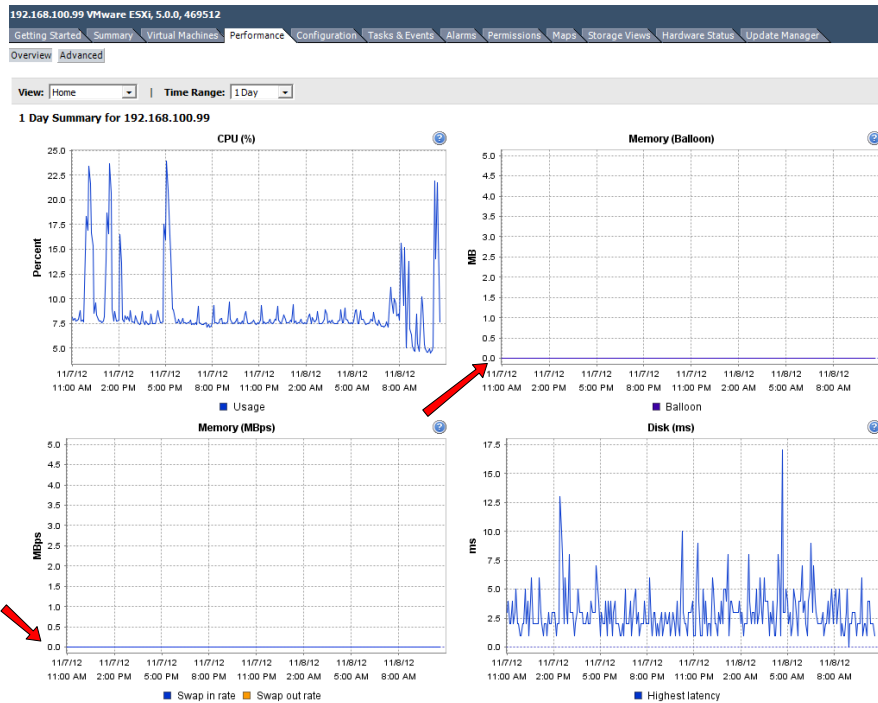 192.168.100.99 VMware ESXi, 5.0.0, 469512
Getting Started Summary Virtual Machines Performance Configuration Tasks & Events Alarms Permissions Maps Storage Views Hardware Status Update Manager
Overview Advanced
View: Home | Time Range: 1 Day
1 Day Summary for 192.168.100.99
CPU (%)
25.0
22.5
20.0
17.5
15.0
12.5
10.0
7.5
5.0
Percent
11/7/12 11/7/12 11/7/12 11/7/12 11/7/12 11/8/12 11/8/12 11/8/12
11:00 AM 2:00 PM 5:00 PM 8:00 PM 11:00 PM 2:00 AM 5:00 AM 8:00 AM
Usage
Memory (Balloon)
5.0
4.5
4.0
3.5
3.0
2.5
2.0
1.5
1.0
0.5
0.0
MB
11/7/12 11/7/12 11/7/12 11/7/12 11/7/12 11/8/12 11/8/12 11/8/12
11:00 AM 2:00 PM 5:00 PM 8:00 PM 11:00 PM 2:00 AM 5:00 AM 8:00 AM
Balloon
Memory (MBps)
5.0
4.5
4.0
3.5
3.0
2.5
2.0
1.5
1.0
0.5
0.0
MBps
11/7/12 11/7/12 11/7/12 11/7/12 11/7/12 11/8/12 11/8/12 11/8/12
11:00 AM 2:00 PM 5:00 PM 8:00 PM 11:00 PM 2:00 AM 5:00 AM 8:00 AM
Swap in rate Swap out rate
Disk (ms)
17.5
15.0
12.5
10.0
7.5
5.0
2.5
0.0
ms
11/7/12 11/7/12 11/7/12 11/7/12 11/7/12 11/8/12 11/8/12 11/8/12
11:00 AM 2:00 PM 5:00 PM 8:00 PM 11:00 PM 2:00 AM 5:00 AM 8:00 AM
Highest latency